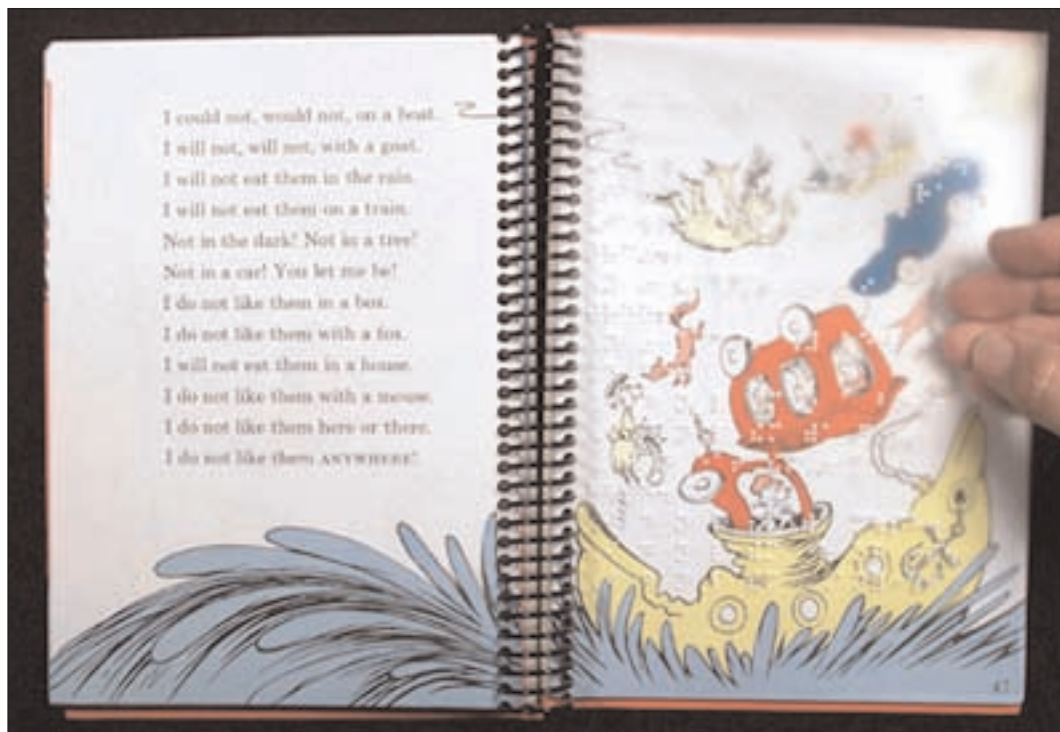 I could not, would not, on a boat.
I will not, will not, with a goat.
I will not eat them in the rain.
I will not eat them on a train.
Not in the dark! Not in a tree!
Not in a car! You let me be!
I do not like them in a box.
I do not like them with a fox.
I will not eat them in a house.
I do not like them with a mouse.
I do not like them here or there.
I do not like them ANYWHERE!
47